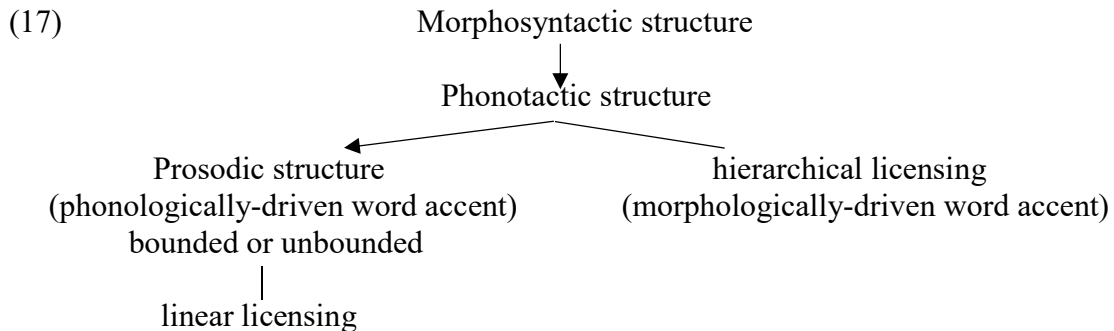 (17) Morphosyntactic structure
Phonotactic structure
Prosodic structure hierarchical licensing
(phonologically-driven word accent) (morphologically-driven word accent)
bounded or unbounded
linear licensing